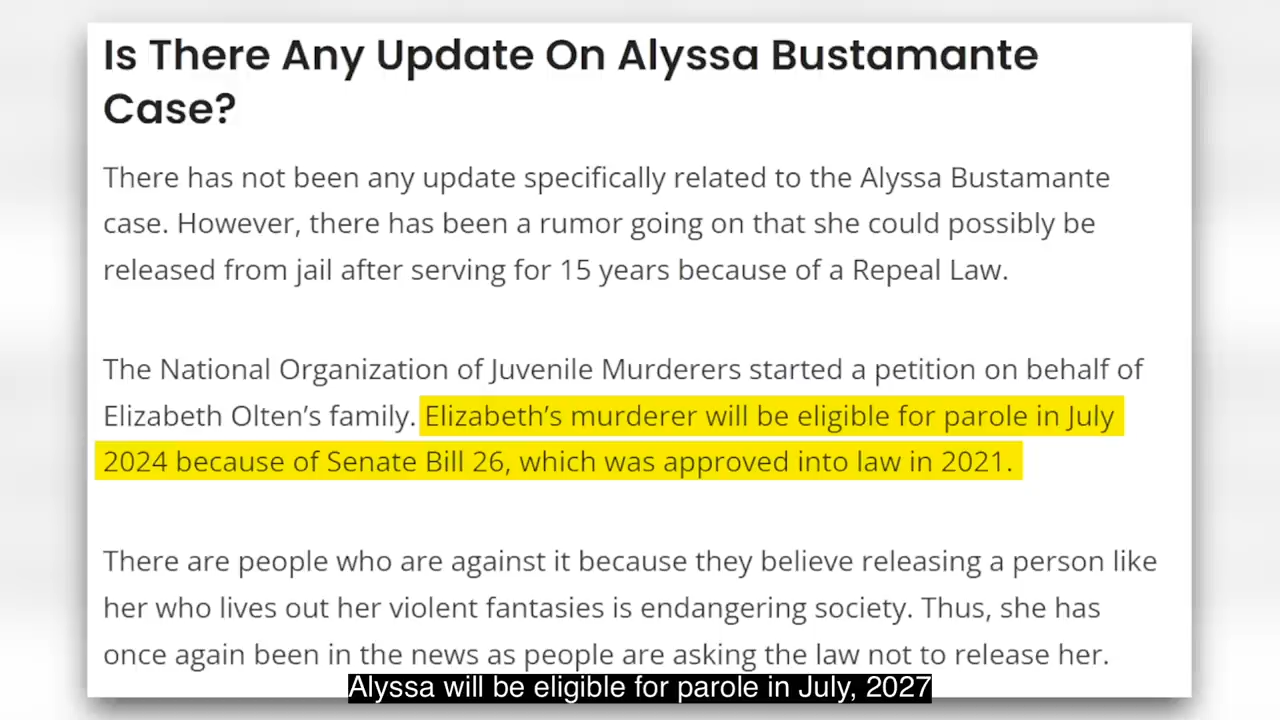 Is There Any Update On Alyssa Bustamante
Case?
There has not been any update specifically related to the Alyssa Bustamante
case. However, there has been a rumor going on that she could possibly be
released from jail after serving for 15 years because of a Repeal Law.
The National Organization of Juvenile Murderers started a petition on behalf of
Elizabeth Olten’s family. Elizabeth’s murderer will be eligible for parole in July
2024 because of Senate Bill 26, which was approved into law in 2021.
There are people who are against it because they believe releasing a person like
her who lives out her violent fantasies is endangering society. Thus, she has
once again been in the news as people are asking the law not to release her.
Alyssa will be eligible for parole in July, 2027